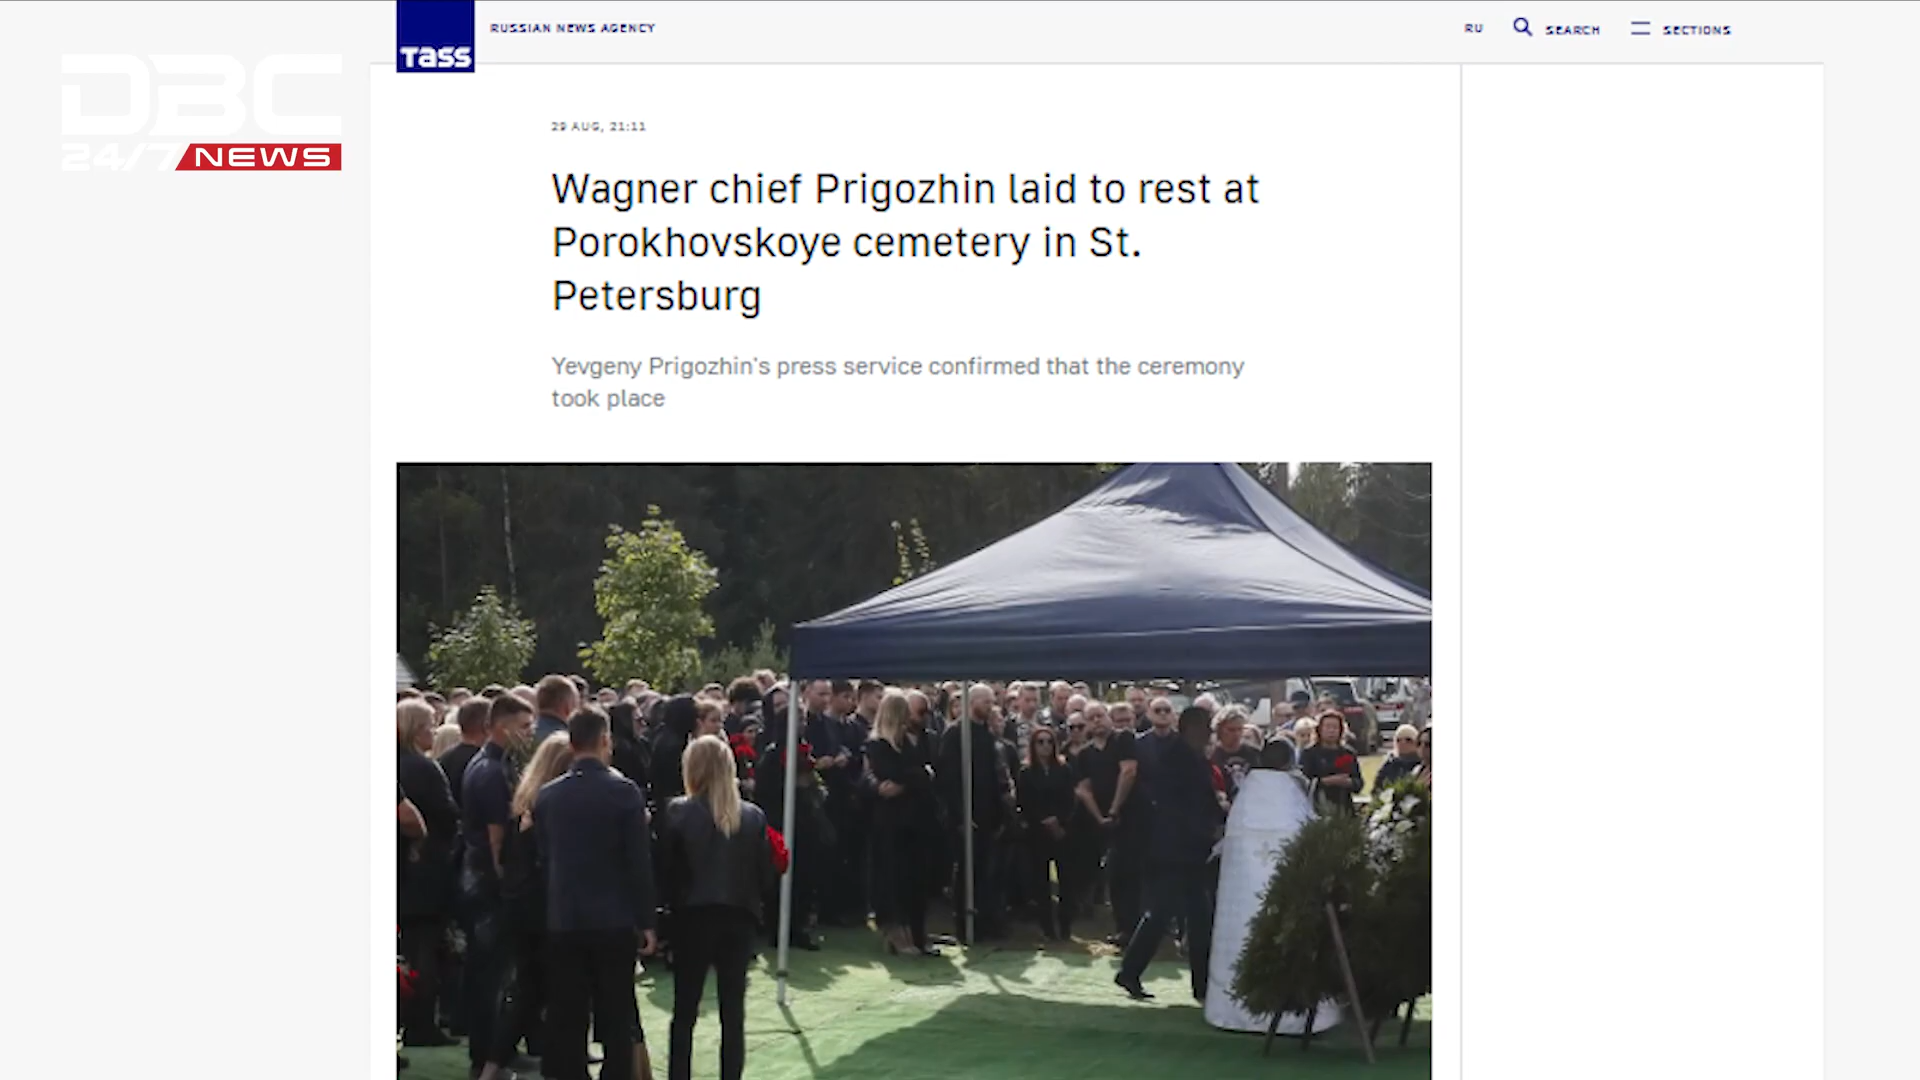 DBC
24/7 NEWS
Tass
RUSSIAN NEWS AGENCY
RU
SEARCH
SECTIONS
29 AUG, 21:11
Wagner chief Prigozhin laid to rest at
Porokhovskoye cemetery in St.
Petersburg
Yevgeny Prigozhin's press service confirmed that the ceremony
took place